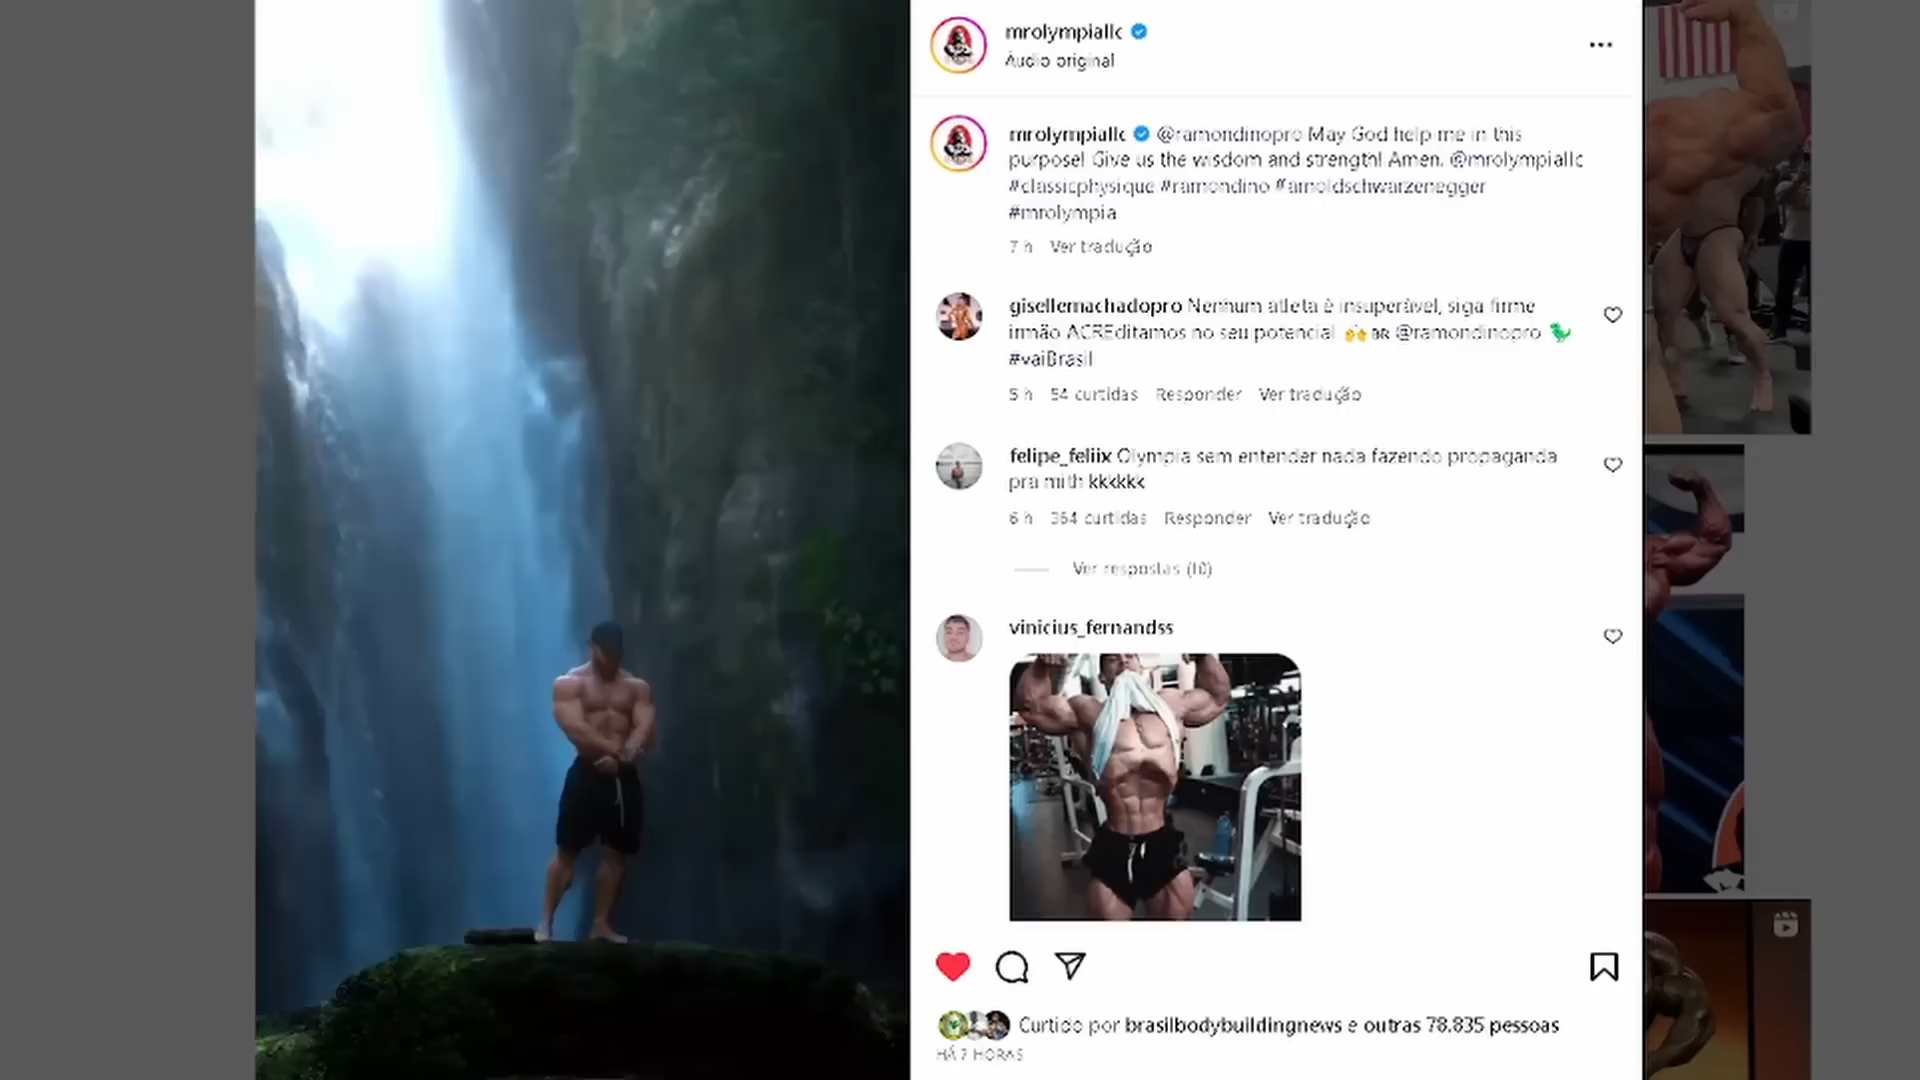 mrolympiallc
Áudio original
mrolympiallc @ramondinopro May God help me in this
purpose! Give us the wisdom and strength! Amen. @mrolympiallc
#classicphysique #ramondino #arnoldschwarzenegger
#mrolympia
7 h Ver tradução
gisellemachadopro Nenhum atleta é insuperável, siga firme
irmão ACREditamos no seu potencial 🙌 🇧🇷 @ramondinopro 🦖
#vaiBrasil
5 h 54 curtidas Responder Ver tradução
felipe_feliix Olympia sem entender nada fazendo propaganda
pra mith kkkkkk
6 h 364 curtidas Responder Ver tradução
Ver respostas (10)
vinicius_fernandss
Curtido por brasilbodybuildingnews e outras 78.835 pessoas
HÁ 7 HORAS